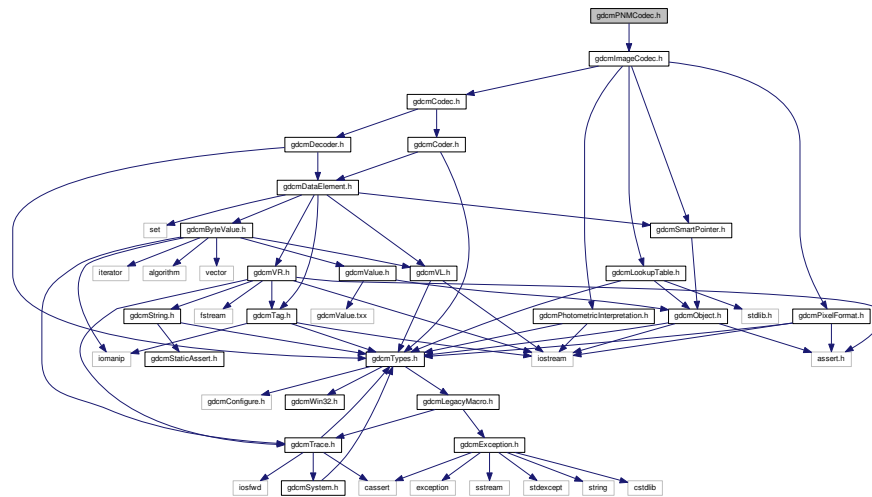 gdcmPNMCodec.h
gdcmImageCodec.h
gdcmCodec.h
gdcmDecoder.h
gdcmCoder.h
gdcmDataElement.h
set
gdcmByteValue.h
gdcmSmartPointer.h
iterator
algorithm
vector
gdcmVR.h
gdcmValue.h
gdcmVL.h
gdcmLookupTable.h
gdcmString.h
fstream
gdcmTag.h
gdcmValue.txx
gdcmPhotometricInterpretation.h
gdcmObject.h
stdlib.h
gdcmPixelFormat.h
iomanip
gdcmStaticAssert.h
gdcmTypes.h
iostream
assert.h
gdcmConfigure.h
gdcmWin32.h
gdcmLegacyMacro.h
gdcmTrace.h
gdcmException.h
iosfwd
gdcmSystem.h
cassert
exception
sstream
stdexcept
string
cstdlib